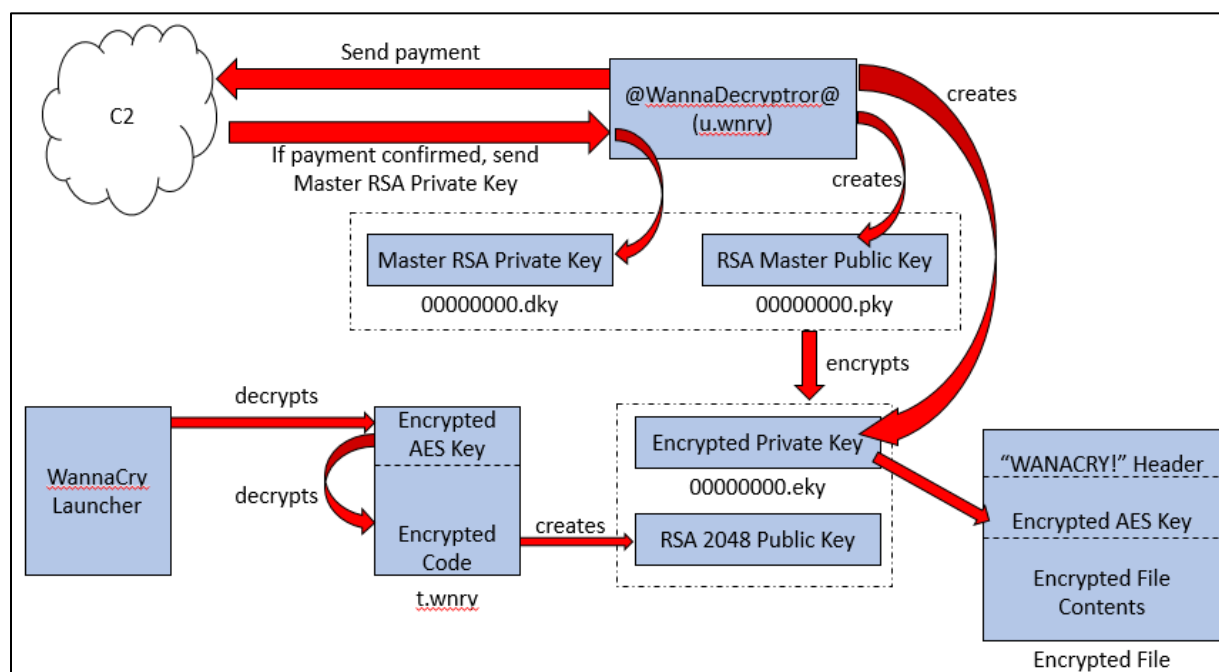 Send payment
C2
@WannaDecryptror@
(u.wnry)
creates
If payment confirmed, send
Master RSA Private Key
creates
Master RSA Private Key
RSA Master Public Key
00000000.dky
00000000.pky
encrypts
decrypts
WannaCry
Launcher
Encrypted
AES Key
decrypts
Encrypted
Code
t.wnry
creates
Encrypted Private Key
00000000.eky
RSA 2048 Public Key
“WANACRY!” Header
Encrypted AES Key
Encrypted File
Contents
Encrypted File